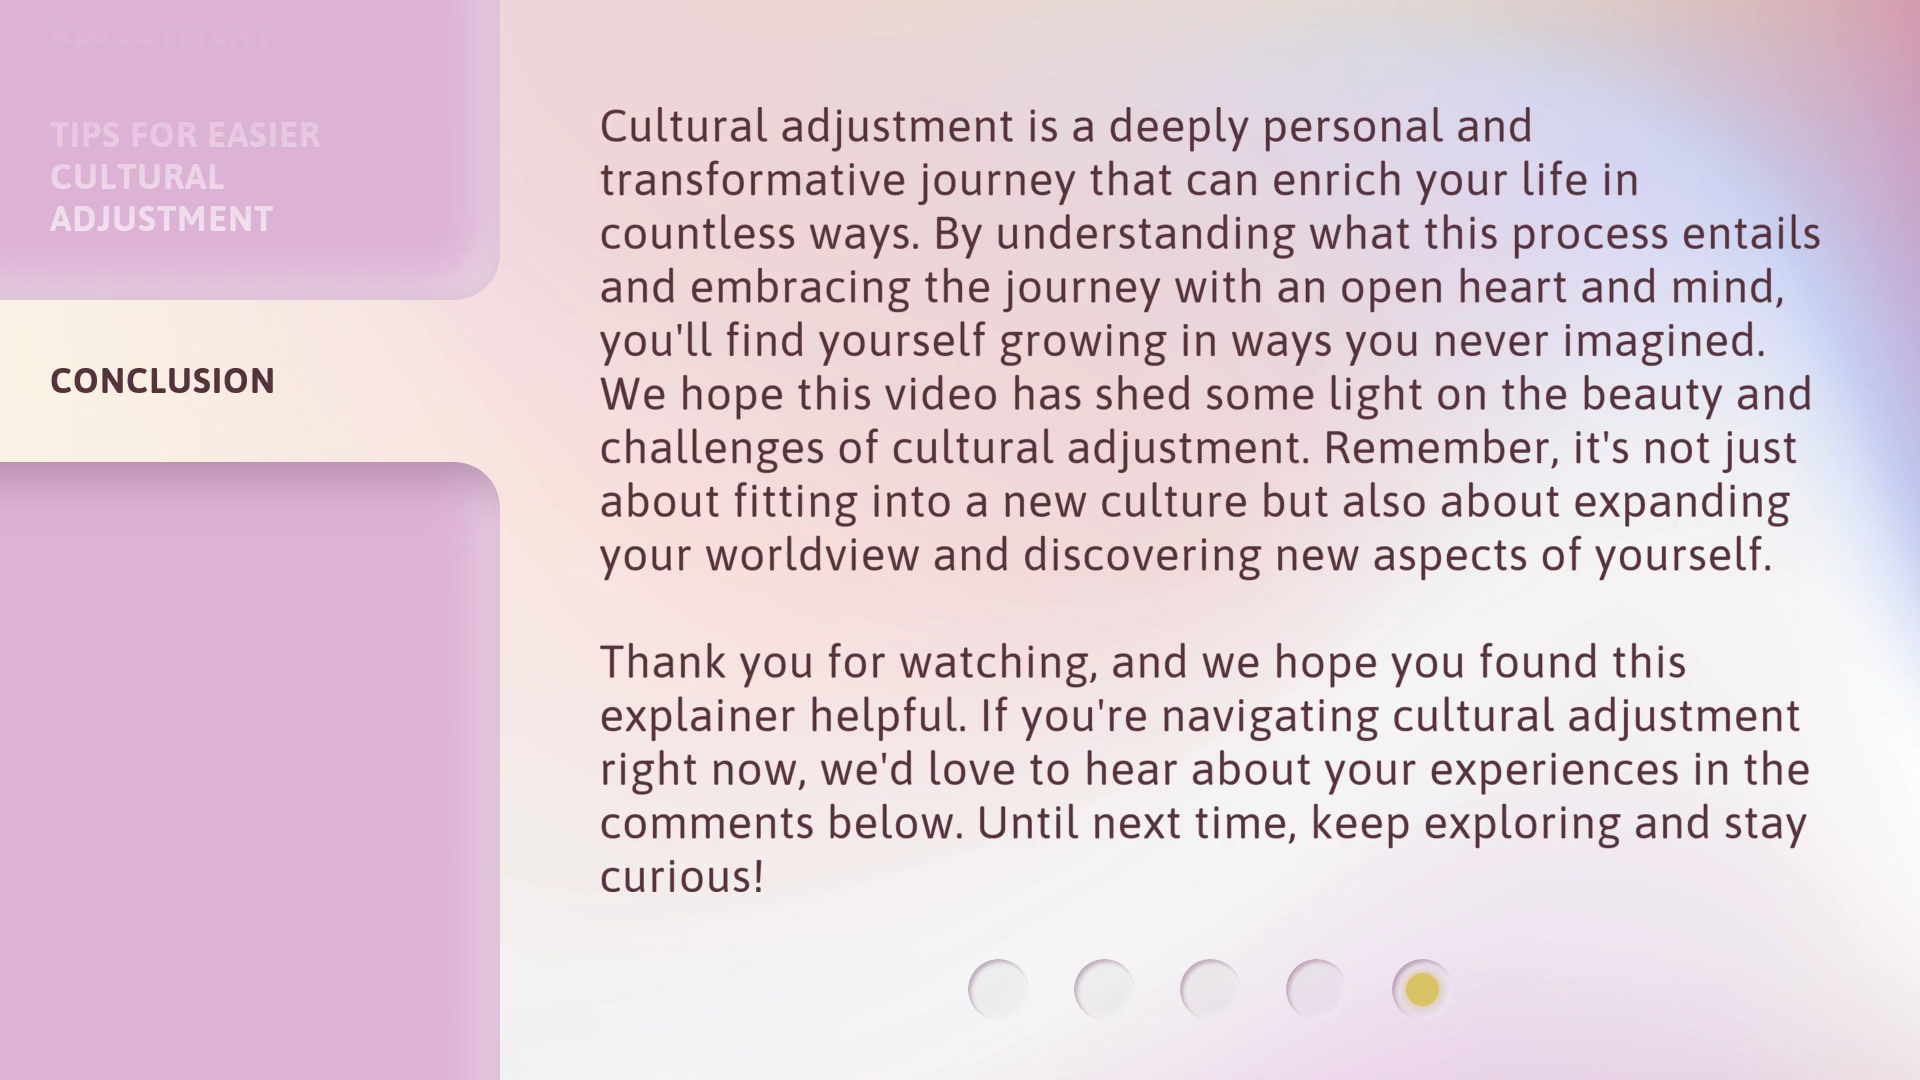 ADJUSTMENT
TIPS FOR EASIER
CULTURAL
ADJUSTMENT
CONCLUSION
Cultural adjustment is a deeply personal and
transformative journey that can enrich your life in
countless ways. By understanding what this process entails
and embracing the journey with an open heart and mind,
you'll find yourself growing in ways you never imagined.
We hope this video has shed some light on the beauty and
challenges of cultural adjustment. Remember, it's not just
about fitting into a new culture but also about expanding
your worldview and discovering new aspects of yourself.
Thank you for watching, and we hope you found this
explainer helpful. If you're navigating cultural adjustment
right now, we'd love to hear about your experiences in the
comments below. Until next time, keep exploring and stay
curious!